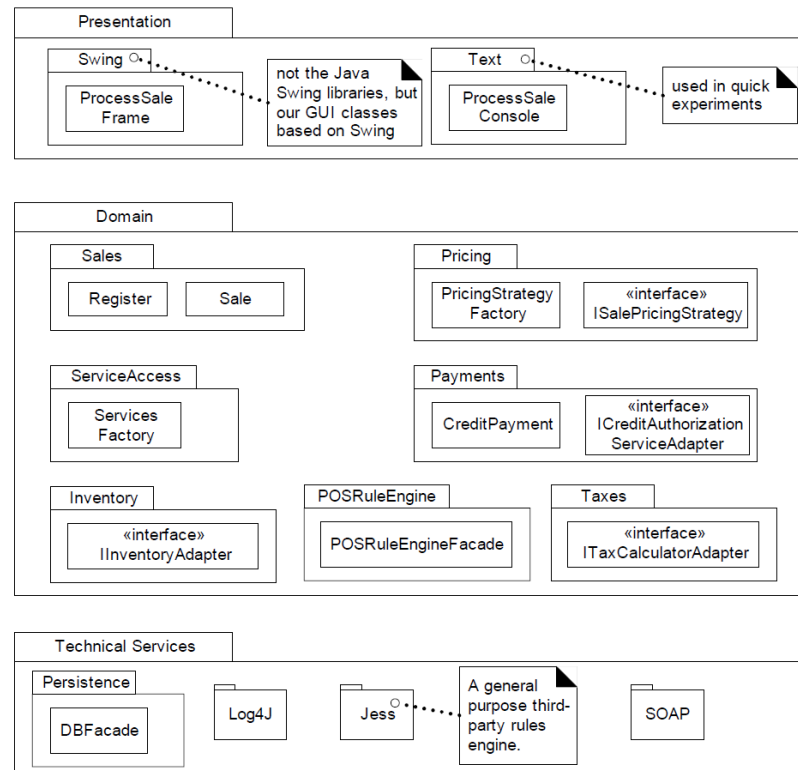 Presentation
Swing
ProcessSale
Frame
not the Java
Swing libraries, but
our GUI classes
based on Swing
Text
ProcessSale
Console
used in quick
experiments
Domain
Sales
Register
Sale
Pricing
PricingStrategy
Factory
«interface»
ISalePricingStrategy
ServiceAccess
Services
Factory
Payments
CreditPayment
«interface»
ICreditAuthorization
ServiceAdapter
Inventory
«interface»
IInventoryAdapter
POSRuleEngine
POSRuleEngineFacade
Taxes
«interface»
ITaxCalculatorAdapter
Technical Services
Persistence
DBFacade
Log4J
Jess
A general
purpose third-
party rules
engine.
SOAP